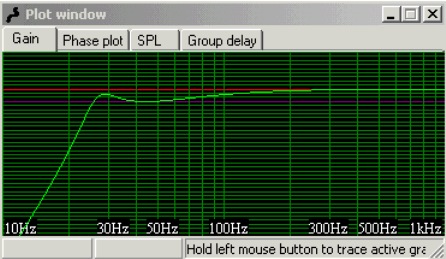 Plot window
Gain Phase plot SPL Group delay
10Hz 30Hz 50Hz 100Hz 300Hz 500Hz 1kHz
Hold left mouse button to trace active gra